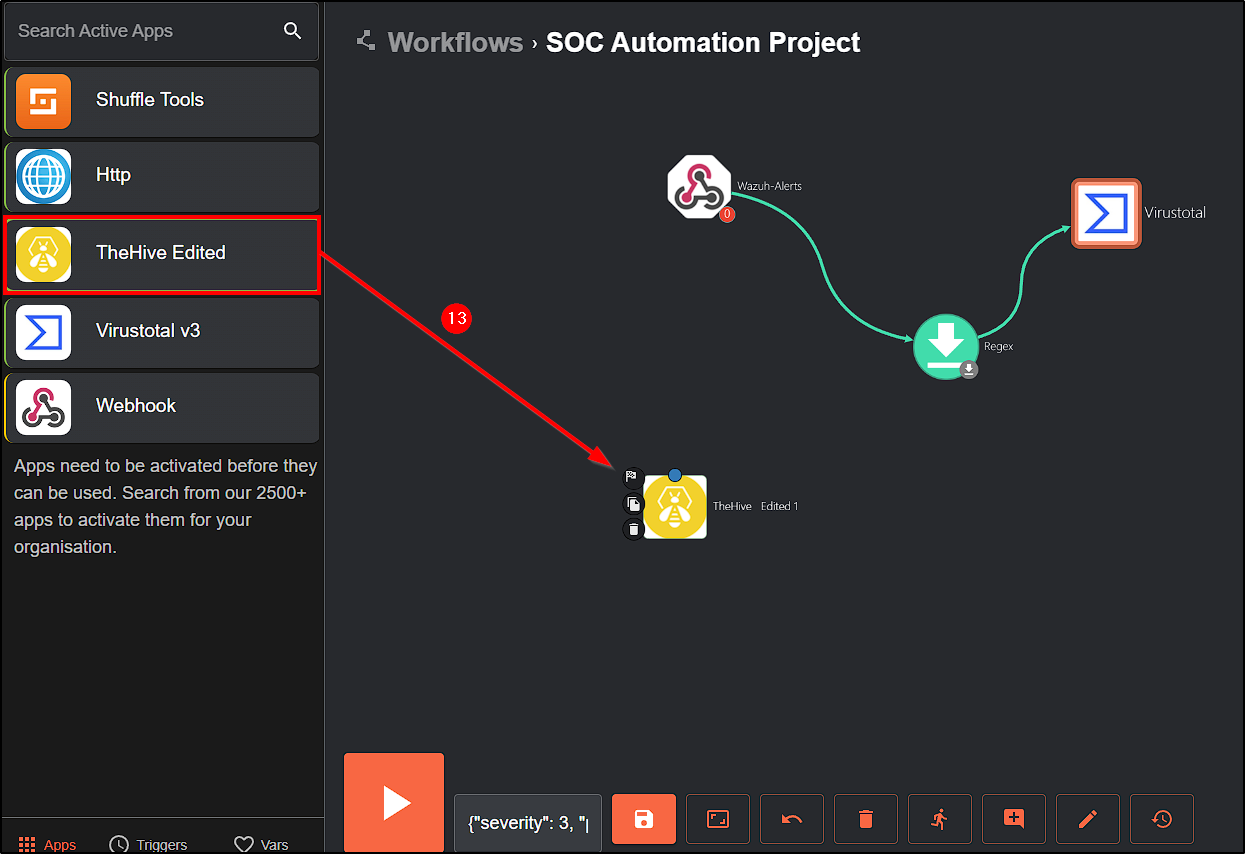 Search Active Apps
Shuffle Tools
Http
TheHive Edited
Virustotal v3
Webhook
Apps need to be activated before they
can be used. Search from our 2500+
apps to activate them for your
organisation.
Apps
Triggers
Vars
Workflows › SOC Automation Project
Wazuh-Alerts
0
Virustotal
Regex
13
TheHive Edited 1
{"severity": 3, "p